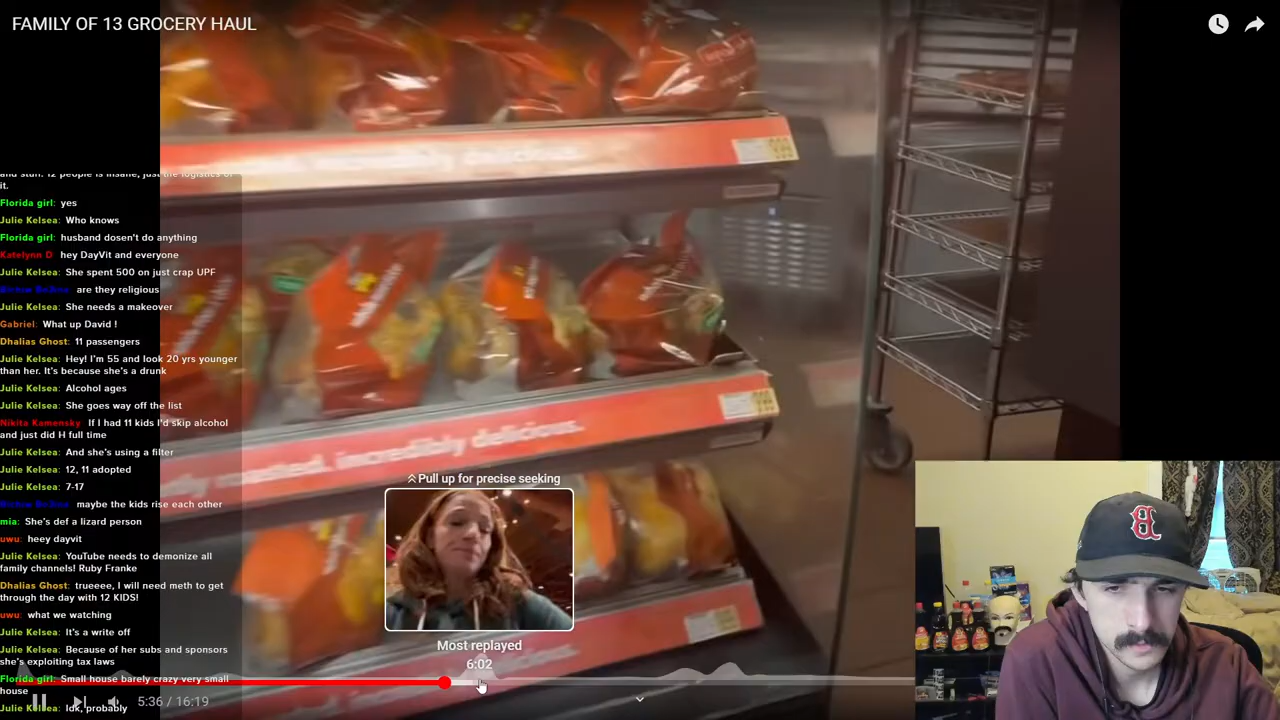 FAMILY OF 13 GROCERY HAUL
and stuff. 12 people is insane, just the logistics of
it.
Florida girl: yes
Julie Kelsea: Who knows
Florida girl: husband dosen't do anything
Katelynn D hey DayVit and everyone
Julie Kelsea: She spent 500 on just crap UPF
are they religious
Julie Kelsea: She needs a makeover
Gabriel: What up David !
Dhalias Ghost: 11 passengers
Julie Kelsea: Hey! I'm 55 and look 20 yrs younger
than her. It's because she's a drunk
Julie Kelsea: Alcohol ages
Julie Kelsea: She goes way off the list
Nikita Kamensky If I had 11 kids I'd skip alcohol
and just did H full time
Julie Kelsea: And she's using a filter
Julie Kelsea: 12, 11 adopted
Julie Kelsea: 7-17
maybe the kids rise each other
mia: She's def a lizard person
uwu: heey dayvit
Julie Kelsea: YouTube needs to demonize all
family channels! Ruby Franke
Dhalias Ghost: trueeee, I will need meth to get
through the day with 12 KIDS!
uwu: what we watching
Julie Kelsea: It's a write off
Julie Kelsea: Because of her subs and sponsors
she's exploiting tax laws
Florida girl: Small house barely crazy very small
house
Julie Kelsea: Idk, probably
roasted, incredibly delicious.
Pull up for precise seeking
Most replayed
6:02
5:36 / 16:19
B